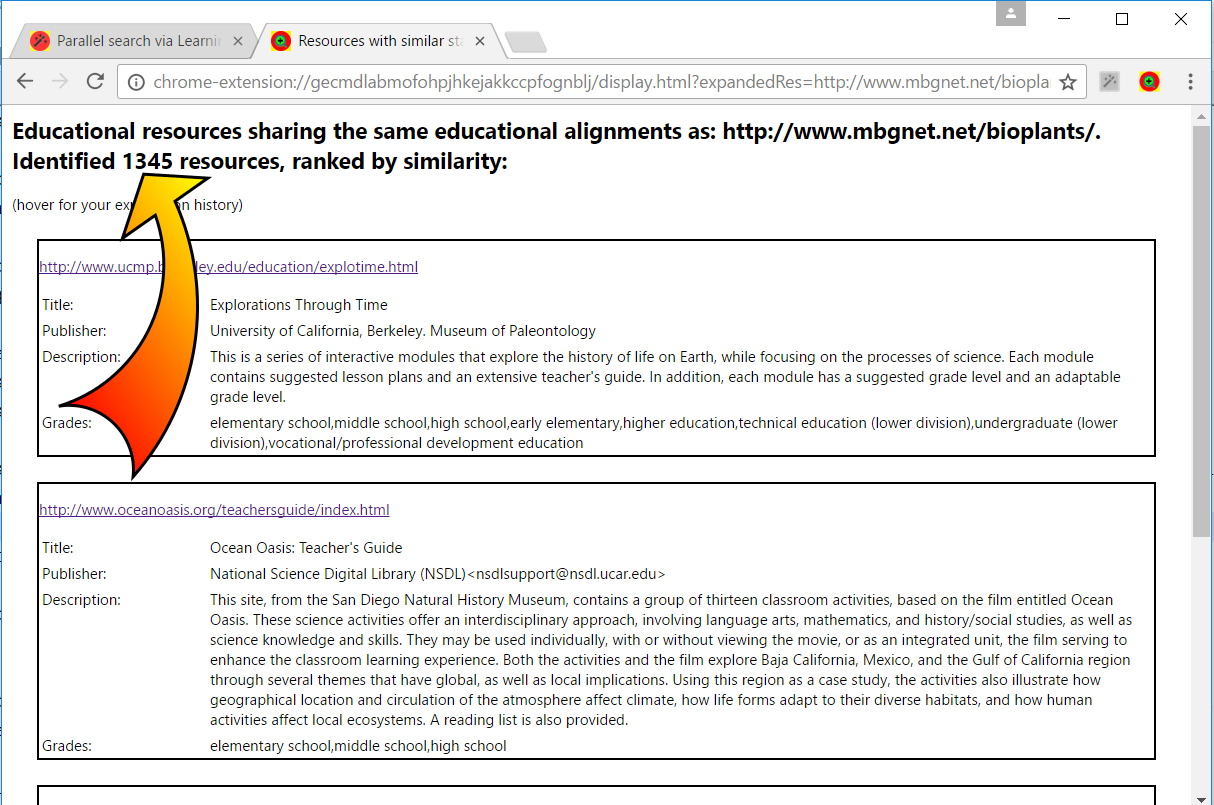 Parallel search via Learni
Resources with similar sta
chrome-extension://gecmdlabmofohpjhkejakkccpfognblj/display.html?expandedRes=http://www.mbgnet.net/biopla
Educational resources sharing the same educational alignments as: http://www.mbgnet.net/bioplants/.
Identified 1345 resources, ranked by similarity:
(hover for your history)
http://www.ucmp.b ley.edu/education/explotime.html
Title: Explorations Through Time
Publisher: University of California, Berkeley. Museum of Paleontology
Description: This is a series of interactive modules that explore the history of life on Earth, while focusing on the processes of science. Each module
contains suggested lesson plans and an extensive teacher's guide. In addition, each module has a suggested grade level and an adaptable
grade level.
Grades: elementary school,middle school,high school,early elementary,higher education,technical education (lower division),undergraduate (lower
division),vocational/professional development education
http://www.oceanoasis.org/teachersguide/index.html
Title: Ocean Oasis: Teacher's Guide
Publisher: National Science Digital Library (NSDL)<nsdlsupport@nsdl.ucar.edu>
Description: This site, from the San Diego Natural History Museum, contains a group of thirteen classroom activities, based on the film entitled Ocean
Oasis. These science activities offer an interdisciplinary approach, involving language arts, mathematics, and history/social studies, as well as
science knowledge and skills. They may be used individually, with or without viewing the movie, or as an integrated unit, the film serving to
enhance the classroom learning experience. Both the activities and the film explore Baja California, Mexico, and the Gulf of California region
through several themes that have global, as well as local implications. Using this region as a case study, the activities also illustrate how
geographical location and circulation of the atmosphere affect climate, how life forms adapt to their diverse habitats, and how human
activities affect local ecosystems. A reading list is also provided.
Grades: elementary school,middle school,high school